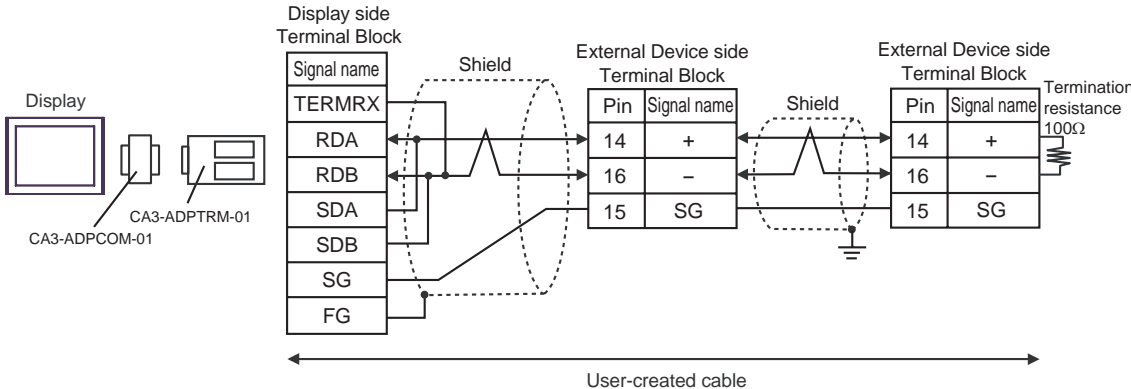 Display
CA3-ADPCOM-01
CA3-ADPTRM-01
Display side
Terminal Block
Signal name
TERMRX
RDA
RDB
SDA
SDB
SG
FG
Shield
External Device side
Terminal Block
Pin Signal name
14 +
16 –
15 SG
Shield
External Device side
Terminal Block
Pin Signal name
14 +
16 –
15 SG
Termination
resistance
100Ω
User-created cable